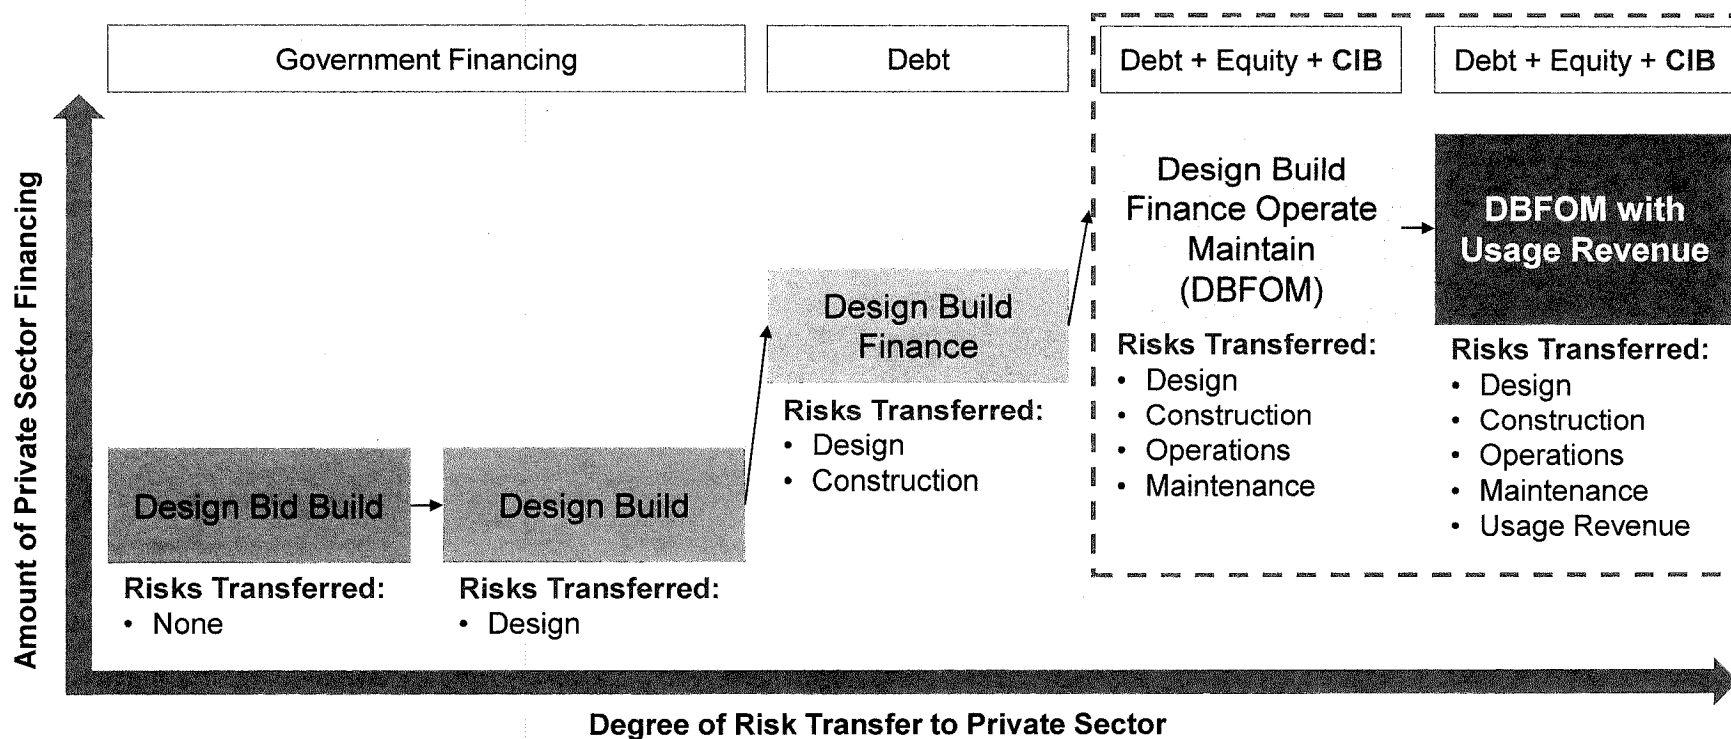 Government Financing
Debt
Debt + Equity + CIB
Debt + Equity + CIB
Amount of Private Sector Financing
Design Bid Build
Risks Transferred:
• None
Design Build
Risks Transferred:
• Design
Design Build
Finance
Risks Transferred:
• Design
• Construction
Design Build
Finance Operate
Maintain
(DBFOM)
Risks Transferred:
• Design
• Construction
• Operations
• Maintenance
DBFOM with
Usage Revenue
Risks Transferred:
• Design
• Construction
• Operations
• Maintenance
• Usage Revenue
Degree of Risk Transfer to Private Sector